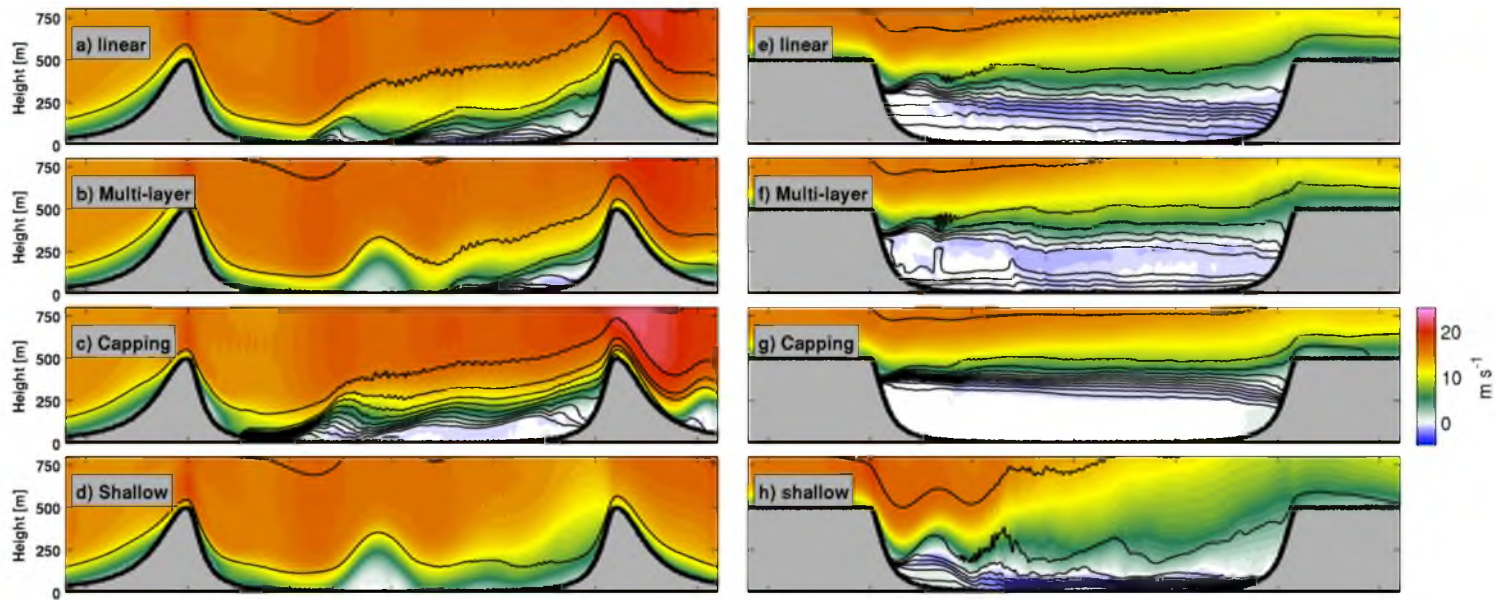 Height [m]
750
500
250
0
a) linear
e) linear
Height [m]
750
500
250
0
b) Multi-layer
f) Multi-layer
Height [m]
750
500
250
0
c) Capping
g) Capping
20
10
0
m s⁻¹
Height [m]
750
500
250
0
d) Shallow
h) shallow